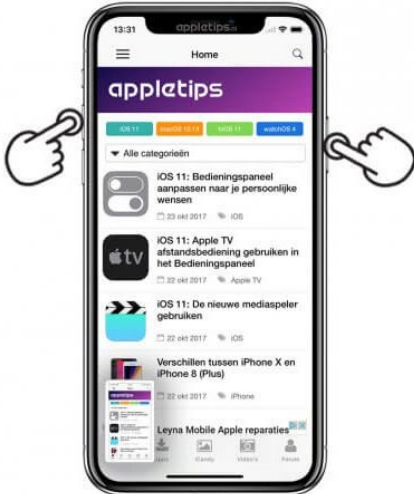 13:31
appletips
Home
appletips
iOS 11
macOS 10.13
tvOS 11
watchOS 4
Alle categorieën
iOS 11: Bedieningspaneel
aanpassen naar je persoonlijke
wensen
23 okt 2017
iOS
iOS 11: Apple TV
afstandsbediening gebruiken in
het Bedieningspaneel
22 okt 2017
Apple TV
iOS 11: De nieuwe mediaspeler
gebruiken
22 okt 2017
iOS
Verschillen tussen iPhone X en
iPhone 8 (Plus)
22 okt 2017
iPhone
Leyna Mobile Apple reparaties
iCandy
Video's
Forum